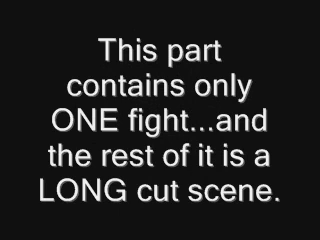 This part
contains only
ONE fight...and
the rest of it is a
LONG cut scene.